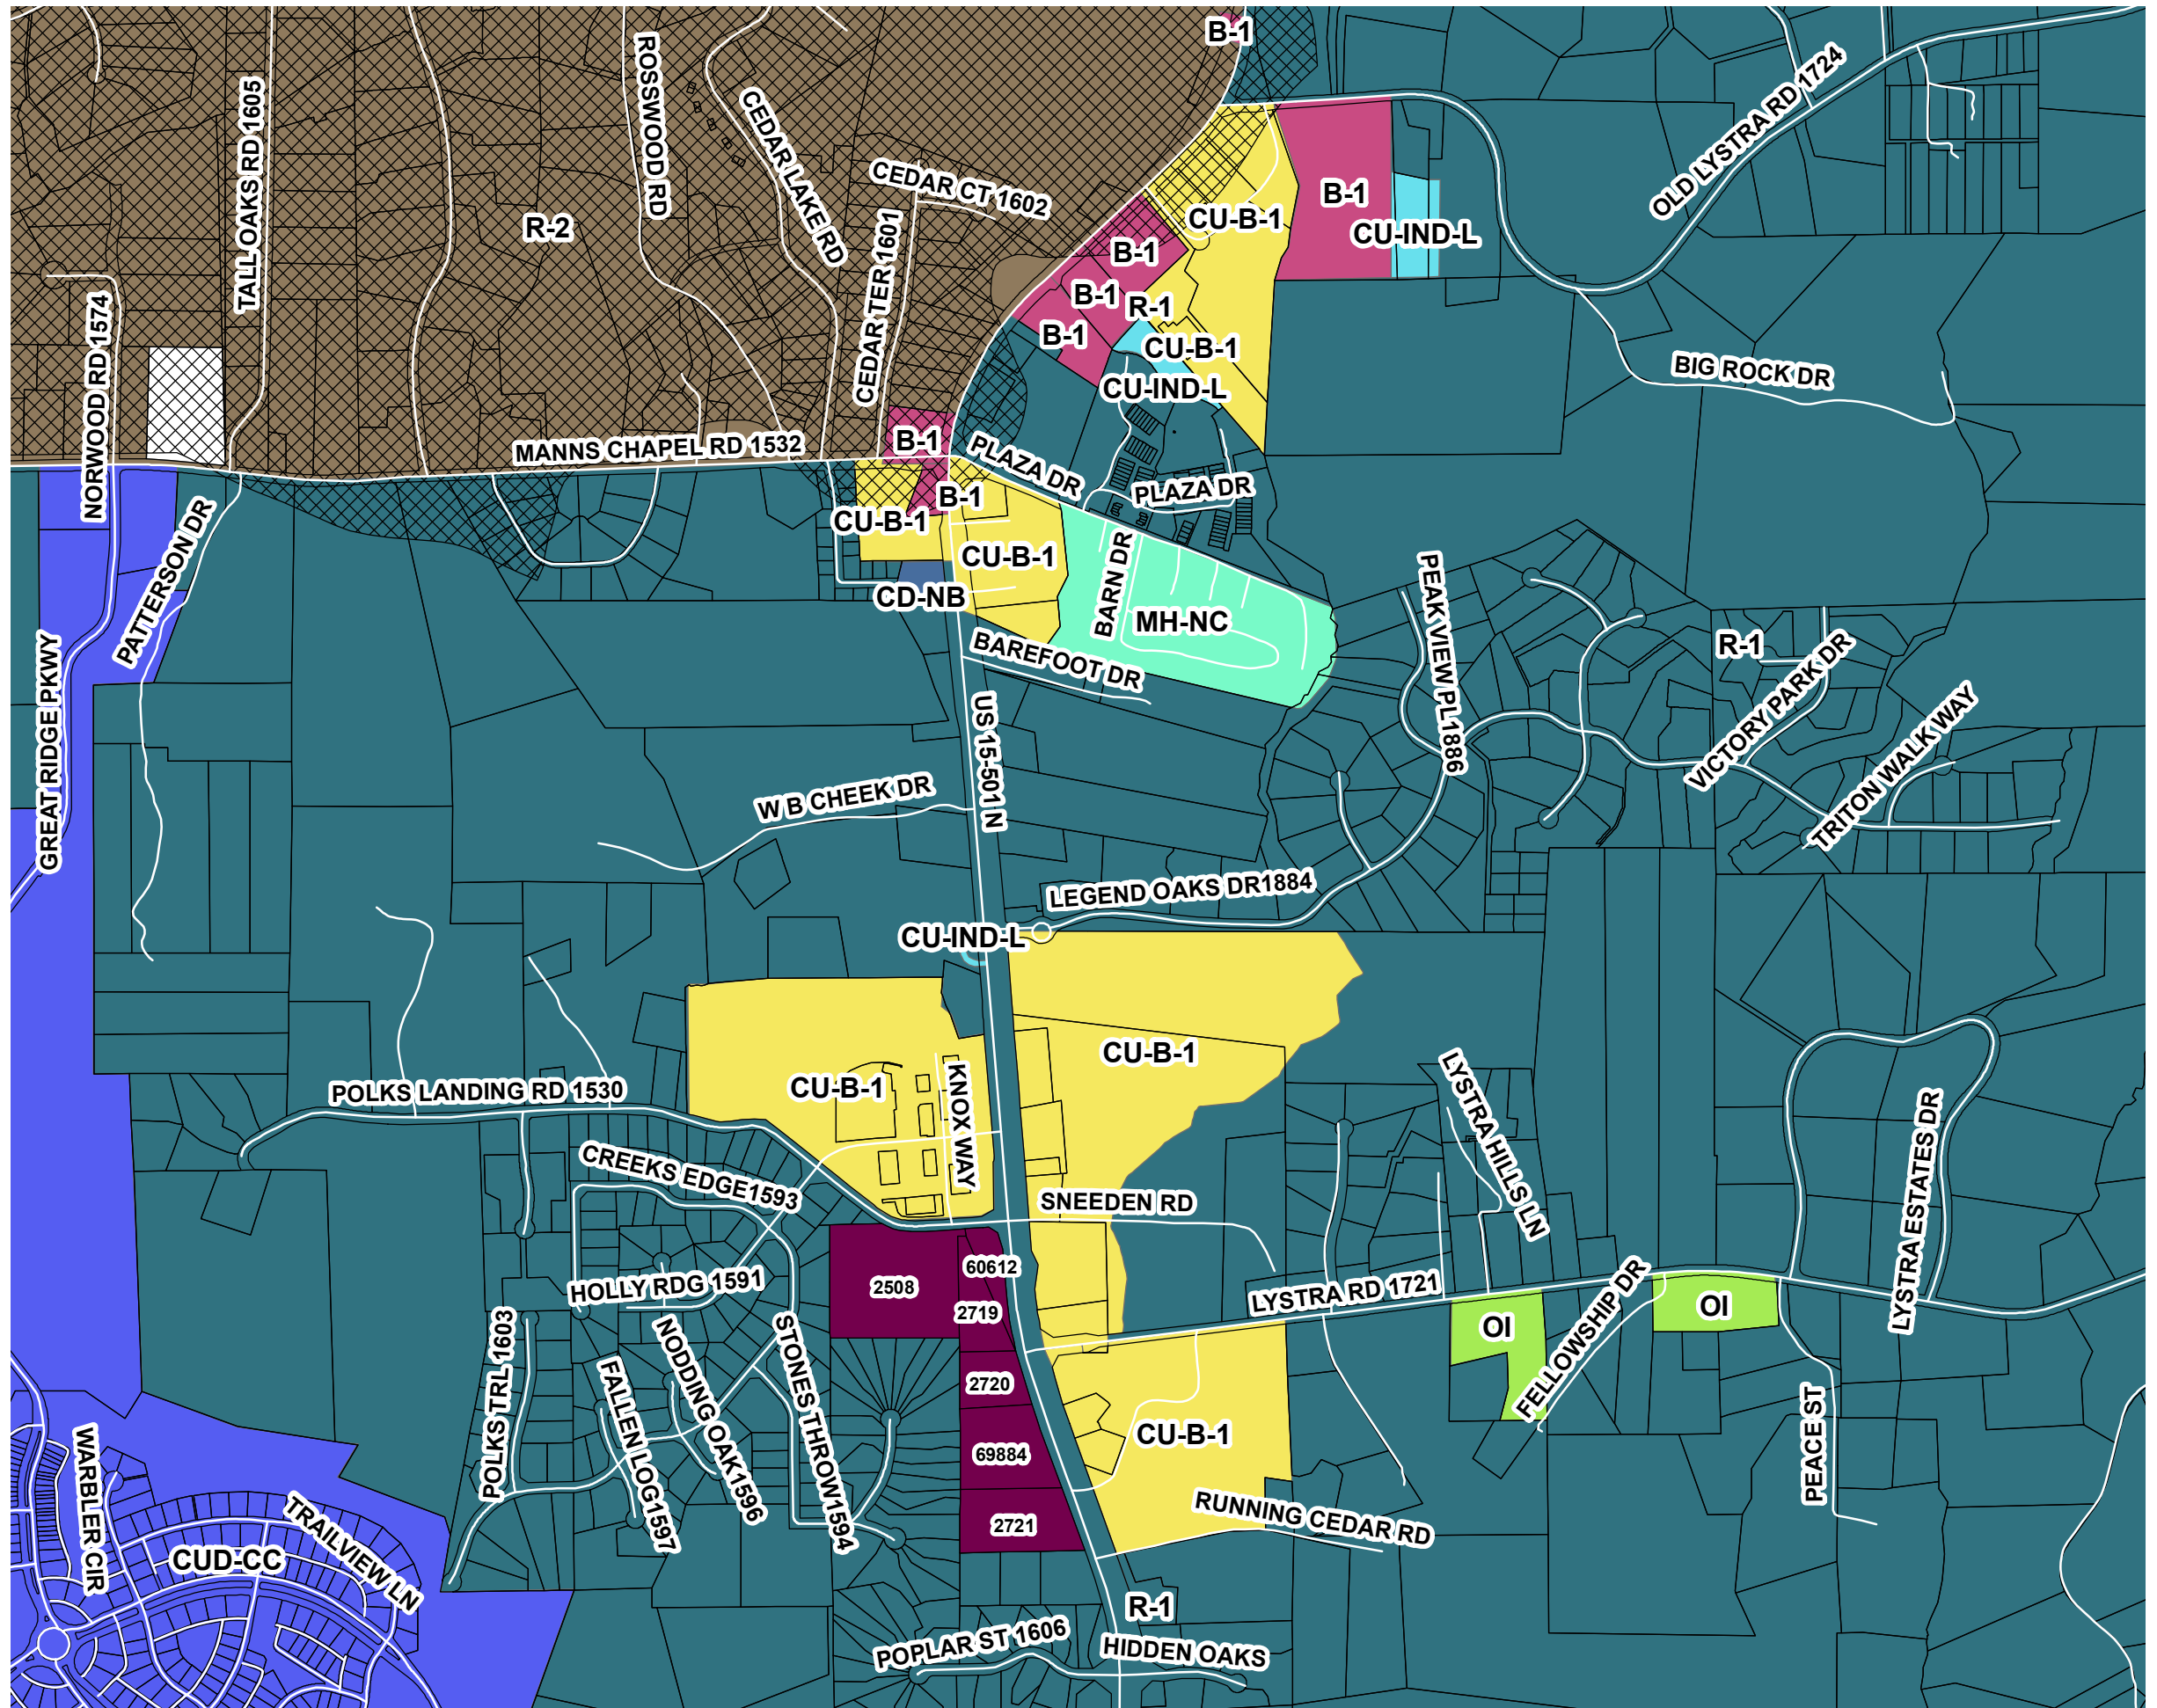 B-1
OLD LYSTRA RD 1724
ROSWOOD RD
TALL OAKS RD 1605
CEDAR LAKE RD
CEDAR CT 1602
R-2
CU-B-1
B-1
CU-IND-L
B-1
CEDAR TER 1601
B-1
R-1
B-1
CU-B-1
NORWOOD RD 1574
BIG ROCK DR
CU-IND-L
MANNS CHAPEL RD 1532
B-1
PLAZA DR
PLAZA DR
B-1
CU-B-1
CU-B-1
PATTERSON DR
BARN DR
CD-NB
MH-NC
PEAK VIEW PL1886
R-1
BAREFOOT DR
VICTORY PARK DR
GREAT RIDGE PKWY
US 15-501 N
TRITON WALK WAY
W B CHEEK DR
LEGEND OAKS DR1884
CU-IND-L
CU-B-1
CU-B-1
POLKS LANDING RD 1530
KNOX WAY
LYSTRA HILLS LN
LYSTRA ESTATES DR
CREEKS EDGE1593
SNEEDEN RD
60612
2508
HOLLY RDG 1591
LYSTRA RD 1721
2719
OI
OI
FELLOWSHIP DR
POLKS TRL 1603
NODDING OAK1596
STONES THROW1594
2720
FALLEN LOG1597
CU-B-1
PEACE ST
69884
WARBLER CIR
RUNNING CEDAR RD
2721
TRAILVIEW LN
CUD-CC
R-1
POPLAR ST 1606
HIDDEN OAKS